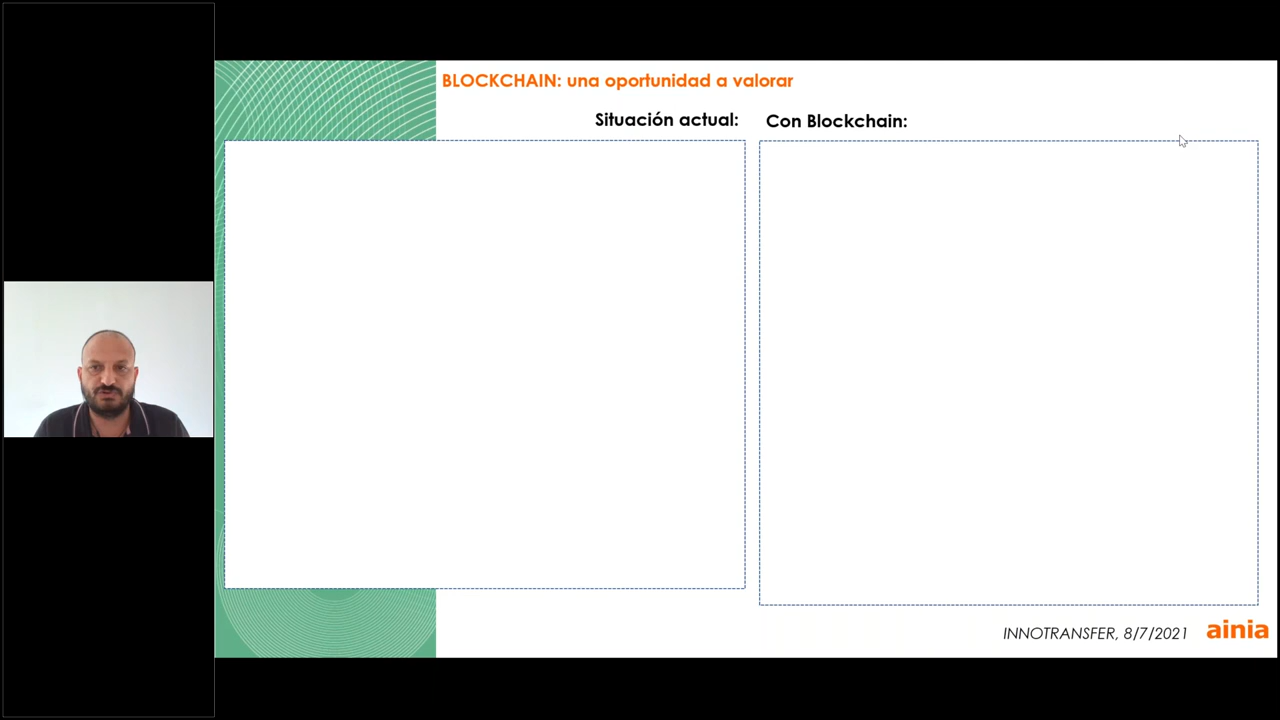 BLOCKCHAIN: una oportunidad a valorar
Situación actual:
Con Blockchain:
INNOTRANSFER, 8/7/2021
ainia